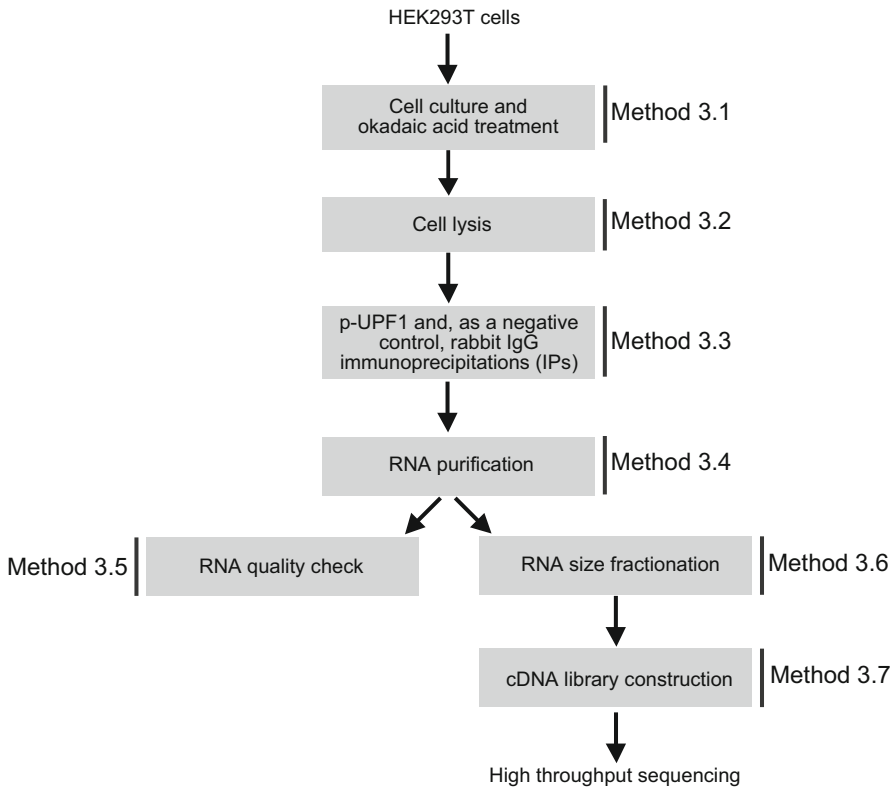 HEK293T cells
Cell culture and
okadaic acid treatment
Method 3.1
Cell lysis
Method 3.2
p-UPF1 and, as a negative
control, rabbit IgG
immunoprecipitations (IPs)
Method 3.3
RNA purification
Method 3.4
Method 3.5
RNA quality check
RNA size fractionation
Method 3.6
cDNA library construction
Method 3.7
High throughput sequencing